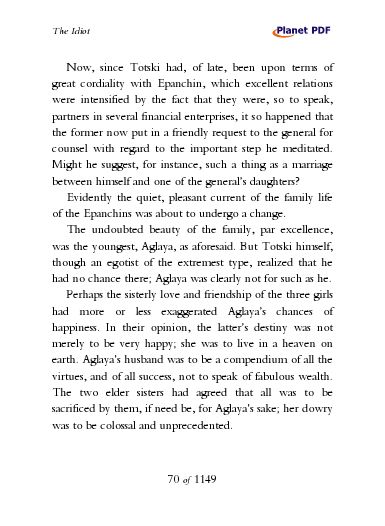 The Idiot
Planet PDF
Now, since Totski had, of late, been upon terms of
great cordiality with Epanchin, which excellent relations
were intensified by the fact that they were, so to speak,
partners in several financial enterprises, it so happened that
the former now put in a friendly request to the general for
counsel with regard to the important step he meditated.
Might he suggest, for instance, such a thing as a marriage
between himself and one of the general's daughters?
Evidently the quiet, pleasant current of the family life
of the Epanchins was about to undergo a change.
The undoubted beauty of the family, par excellence,
was the youngest, Aglaya, as aforesaid. But Totski himself,
though an egotist of the extremest type, realized that he
had no chance there; Aglaya was clearly not for such as he.
Perhaps the sisterly love and friendship of the three girls
had more or less exaggerated Aglaya's chances of
happiness. In their opinion, the latter's destiny was not
merely to be very happy; she was to live in a heaven on
earth. Aglaya's husband was to be a compendium of all the
virtues, and of all success, not to speak of fabulous wealth.
The two elder sisters had agreed that all was to be
sacrificed by them, if need be, for Aglaya's sake; her dowry
was to be colossal and unprecedented.
70 of 1149